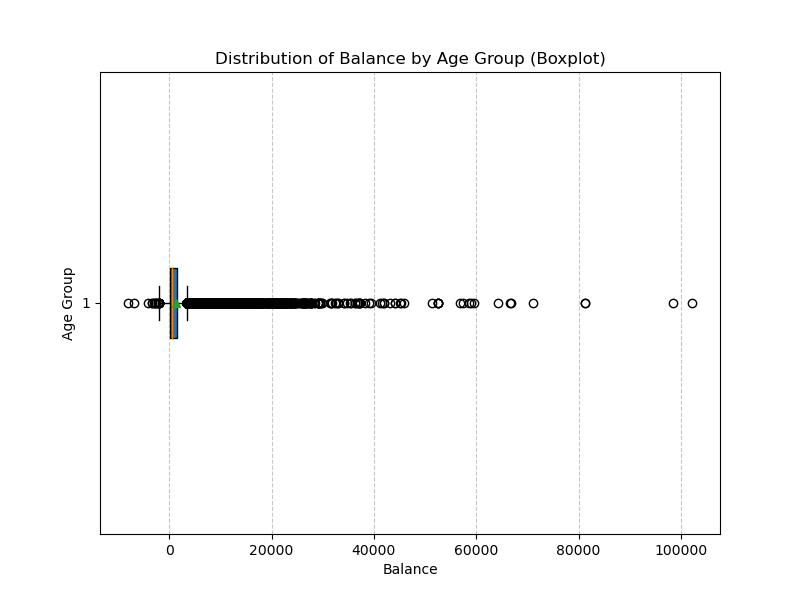 Distribution of Balance by Age Group (Boxplot)
Age Group
1
0 20000 40000 60000 80000 100000
Balance